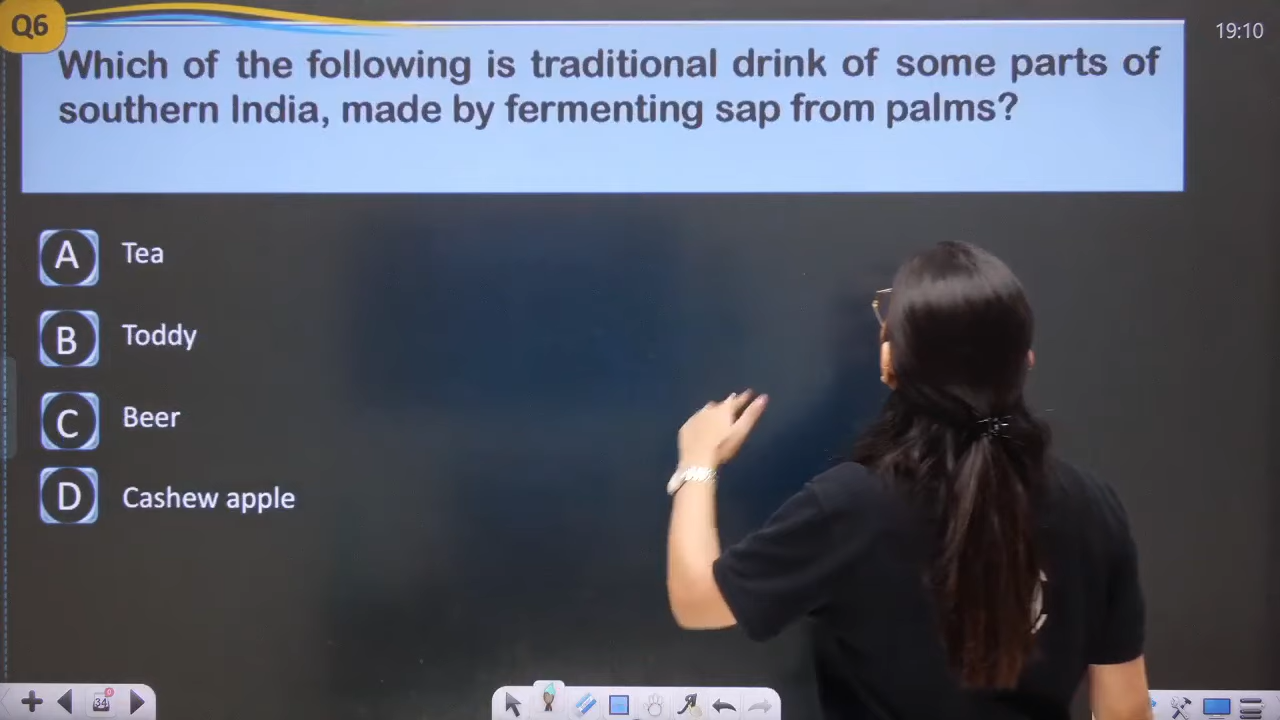 Q6
19:10
Which of the following is traditional drink of some parts of
southern India, made by fermenting sap from palms?
A Tea
B Toddy
C Beer
D Cashew apple
34